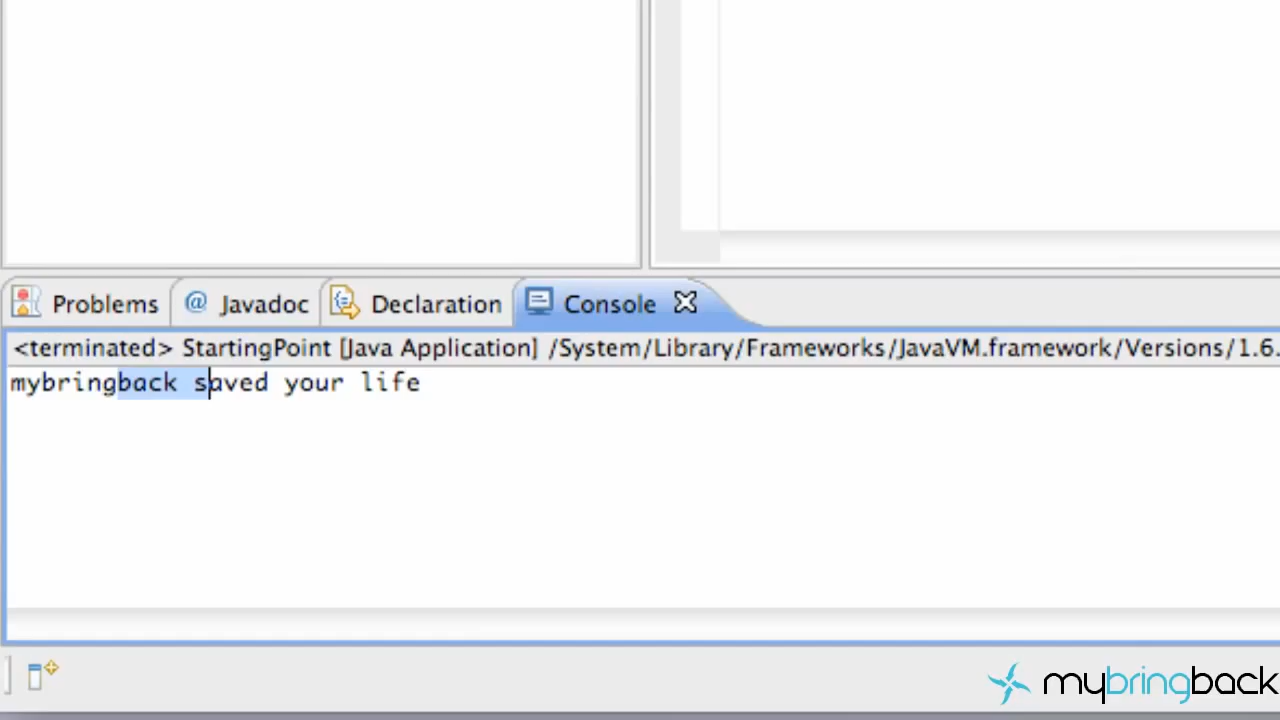 Problems @ Javadoc Declaration Console
<terminated> StartingPoint [Java Application] /System/Library/Frameworks/JavaVM.framework/Versions/1.6.
mybringback saved your life
mybringback